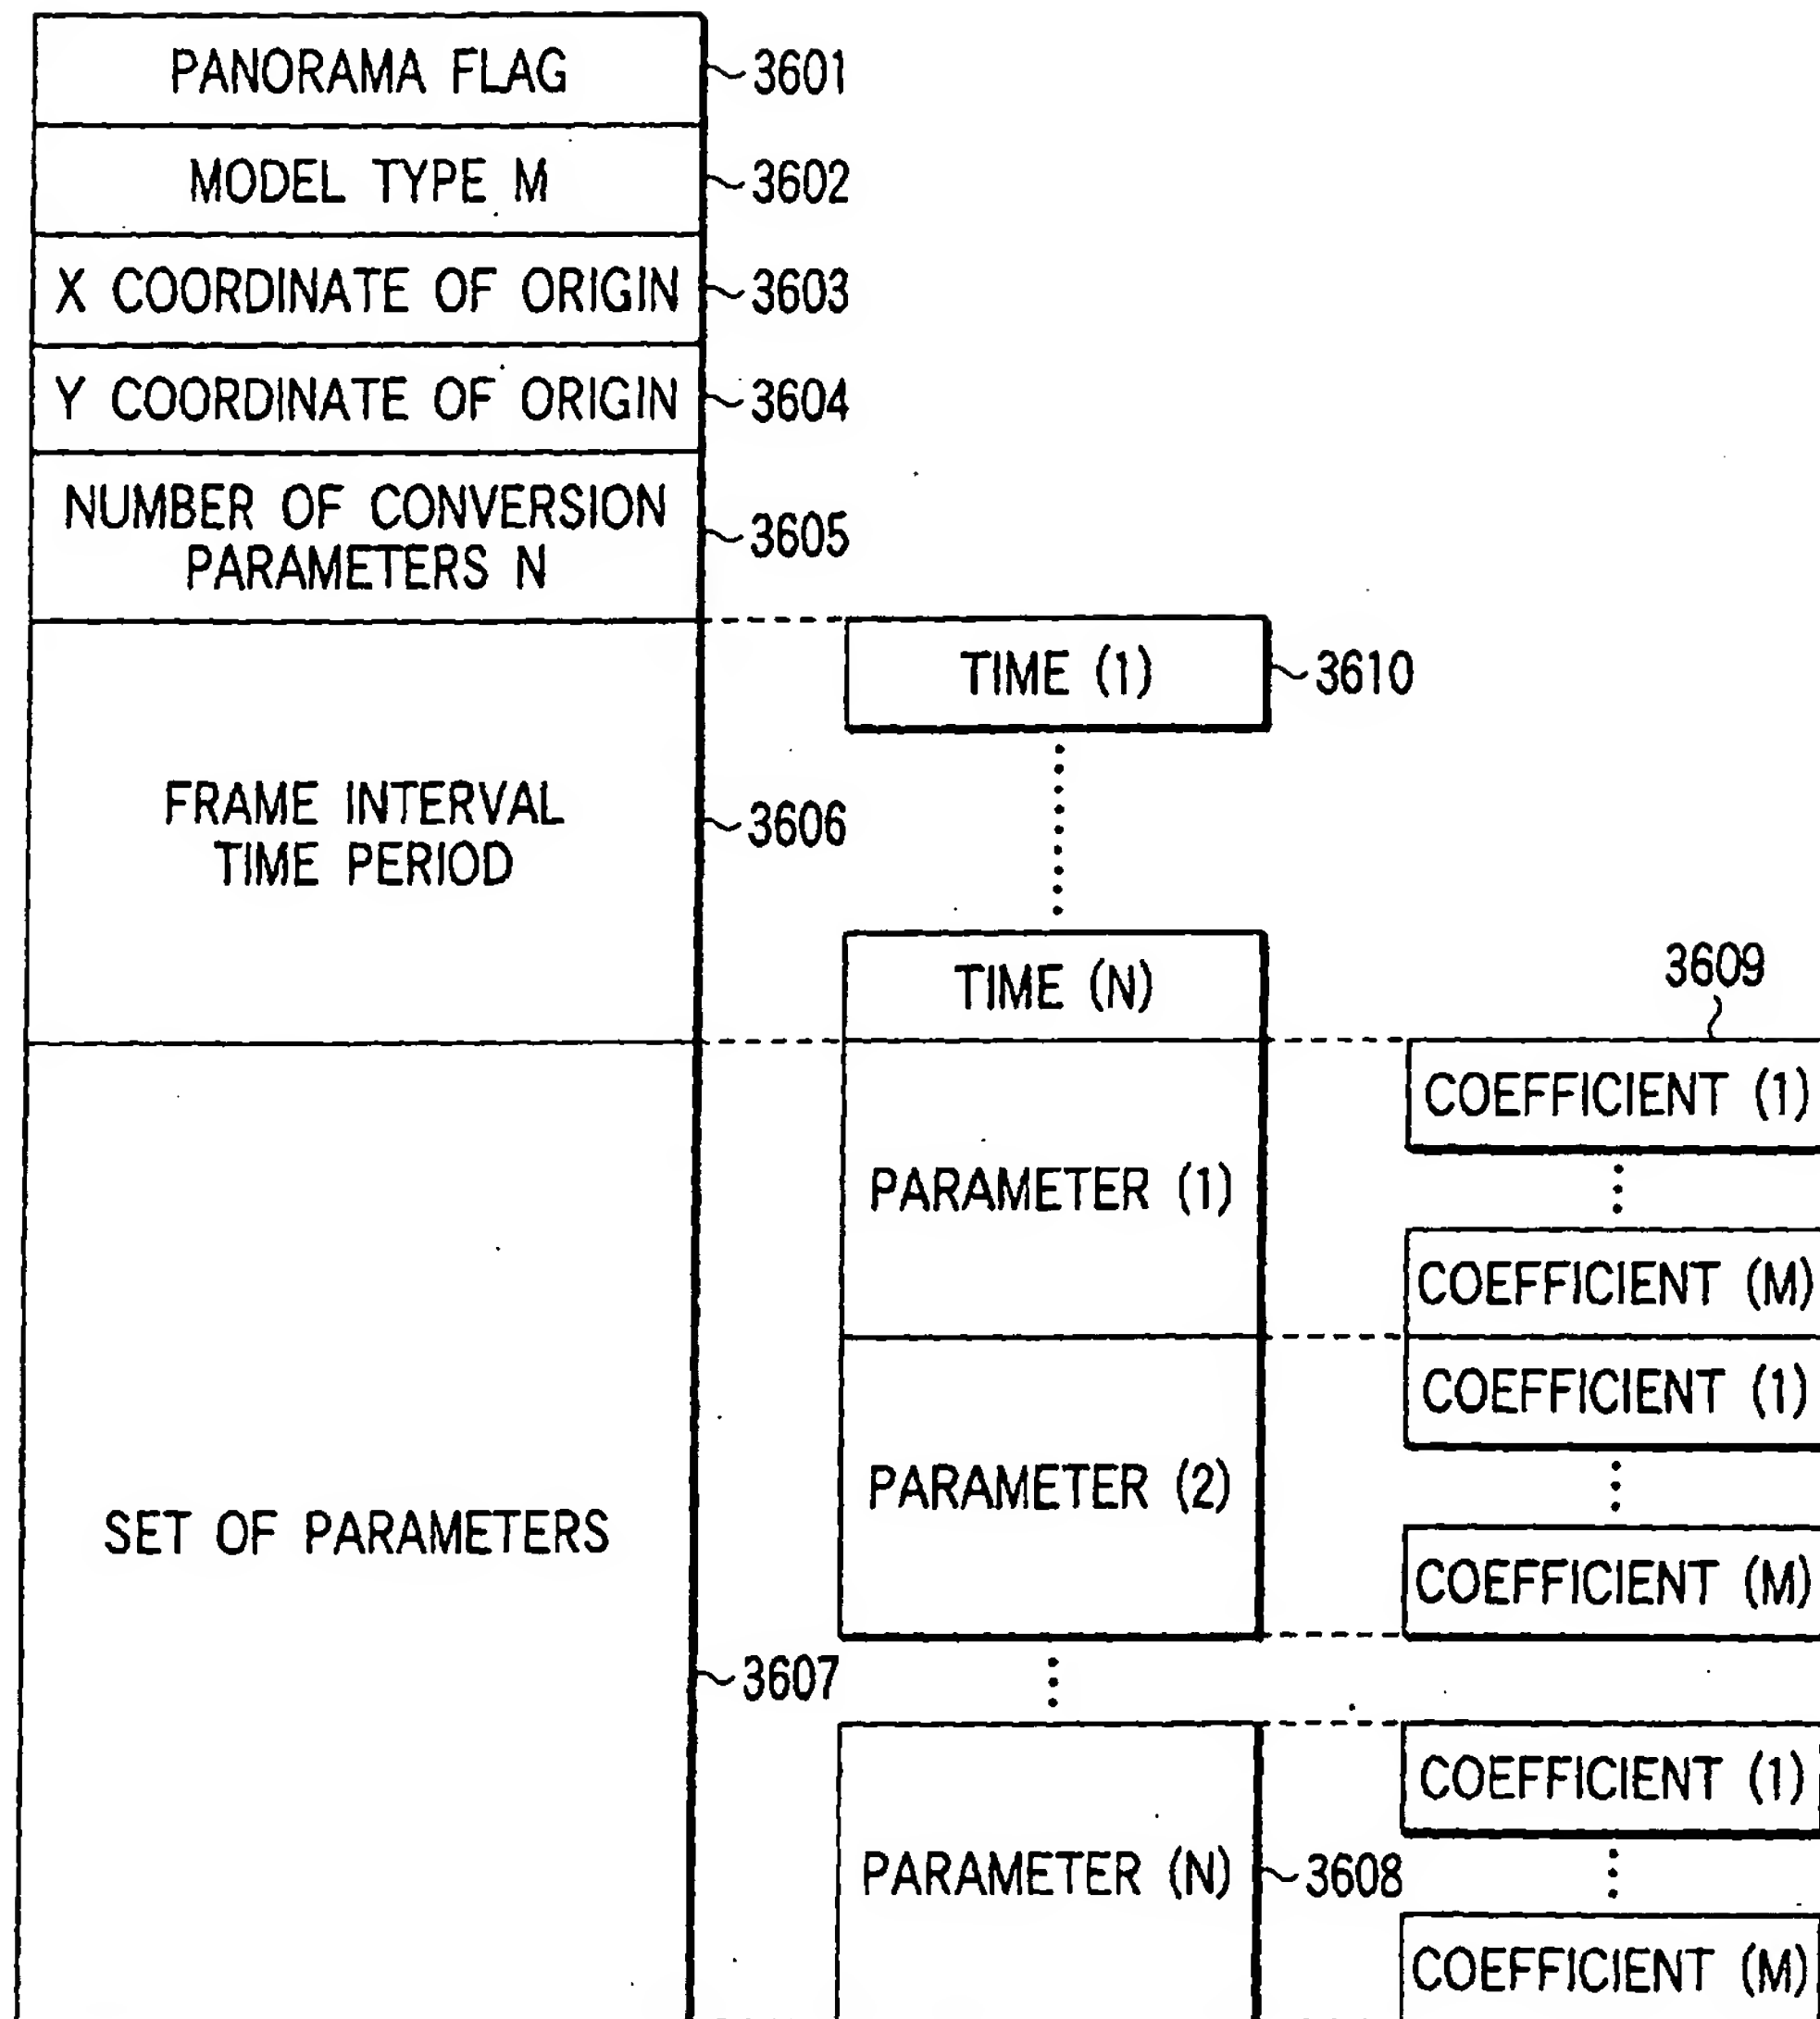 PANORAMA FLAG
3601
MODEL TYPE M
3602
X COORDINATE OF ORIGIN
3603
Y COORDINATE OF ORIGIN
3604
NUMBER OF CONVERSION
PARAMETERS N
3605
FRAME INTERVAL
TIME PERIOD
3606
TIME (1)
3610
TIME (N)
SET OF PARAMETERS
3607
PARAMETER (1)
3609
COEFFICIENT (1)
COEFFICIENT (M)
PARAMETER (2)
COEFFICIENT (1)
COEFFICIENT (M)
PARAMETER (N)
3608
COEFFICIENT (1)
COEFFICIENT (M)